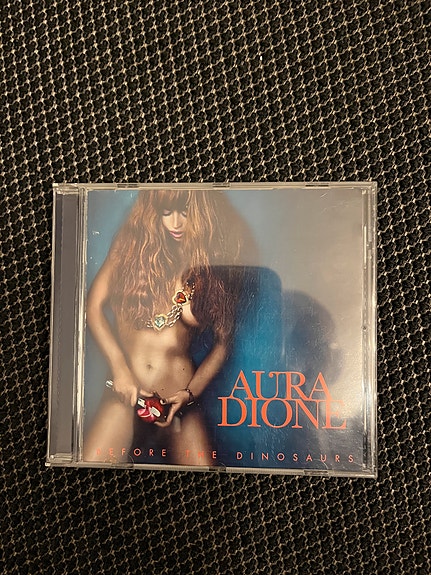 AURA
DIONE
BEFORE THE DINOSAURS